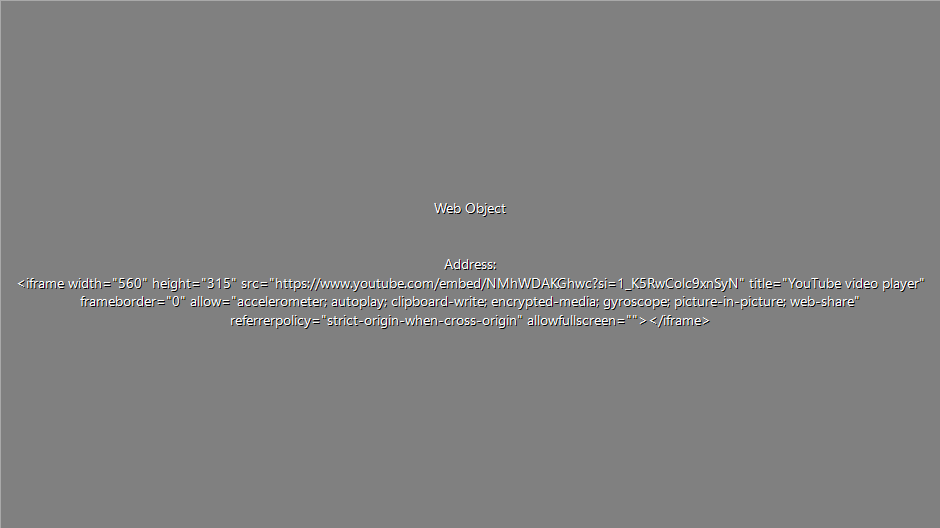 Web Object
Address:
<iframe width="560" height="315" src="https://www.youtube.com/embed/NMhWDAKGhwc?si=1_K5RwColc9xnSyN" title="YouTube video player"
frameborder="0" allow="accelerometer; autoplay; clipboard-write; encrypted-media; gyroscope; picture-in-picture; web-share"
referrerpolicy="strict-origin-when-cross-origin" allowfullscreen=""></iframe>